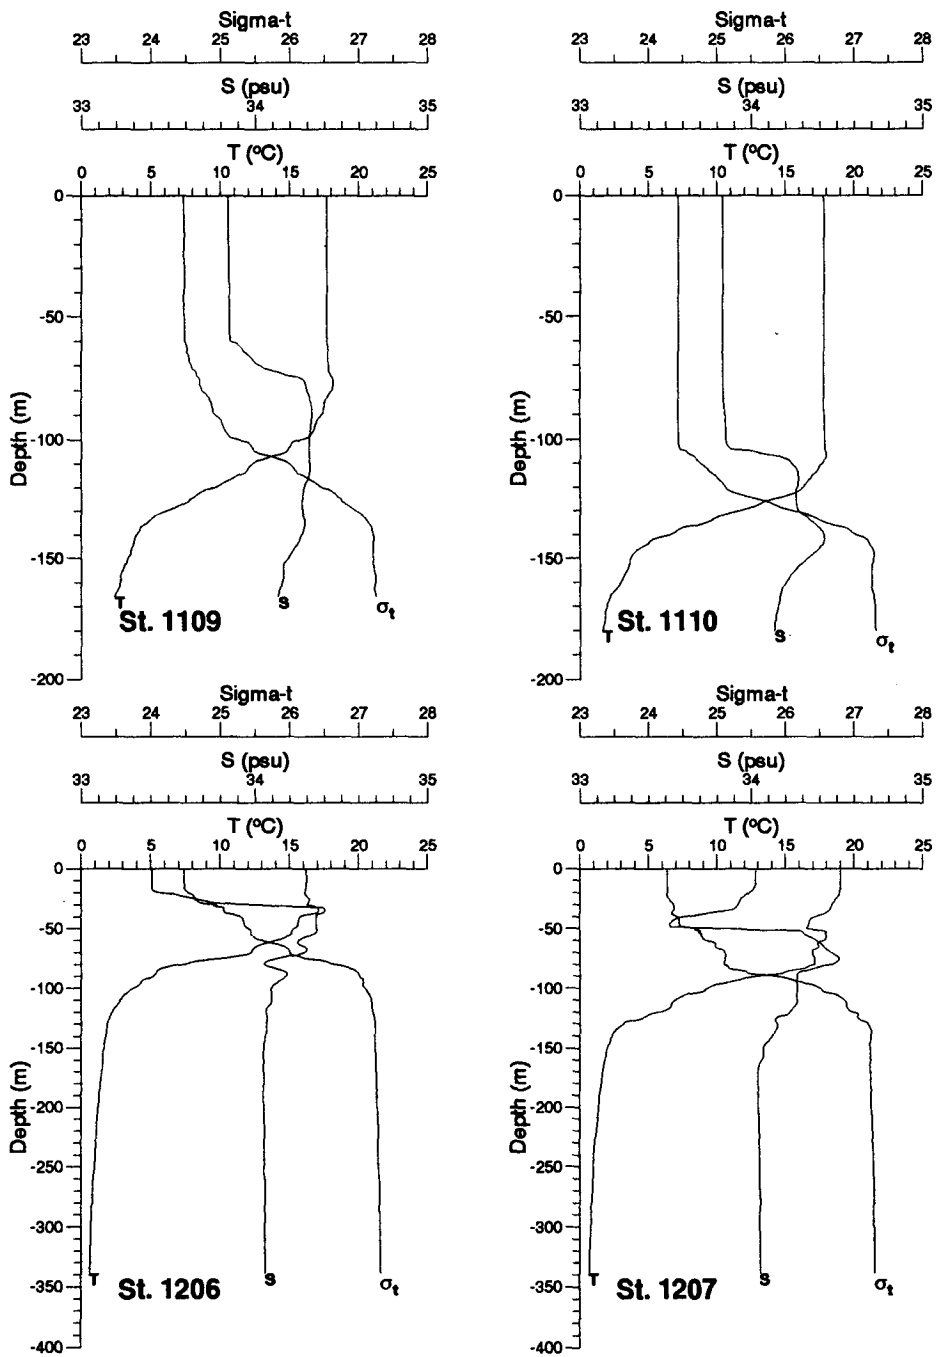 Sigma-t
23 24 25 26 27 28
S (psu)
33 34 35
T (ºC)
0 5 10 15 20 25
0
-50
-100
-150
-200
Depth (m)
T
S
σt
St. 1109
Sigma-t
23 24 25 26 27 28
S (psu)
33 34 35
T (ºC)
0 5 10 15 20 25
0
-50
-100
-150
-200
Depth (m)
T
S
σt
St. 1110
Sigma-t
23 24 25 26 27 28
S (psu)
33 34 35
T (ºC)
0 5 10 15 20 25
0
-50
-100
-150
-200
-250
-300
-350
-400
Depth (m)
T
S
σt
St. 1206
Sigma-t
23 24 25 26 27 28
S (psu)
33 34 35
T (ºC)
0 5 10 15 20 25
0
-50
-100
-150
-200
-250
-300
-350
-400
Depth (m)
T
S
σt
St. 1207